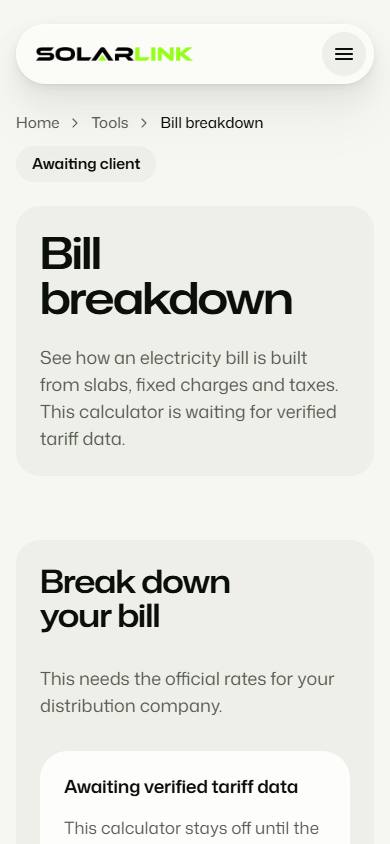 SOLARLINK
Home > Tools > Bill breakdown
Awaiting client
Bill
breakdown
See how an electricity bill is built
from slabs, fixed charges and taxes.
This calculator is waiting for verified
tariff data.
Break down
your bill
This needs the official rates for your
distribution company.
Awaiting verified tariff data
This calculator stays off until the